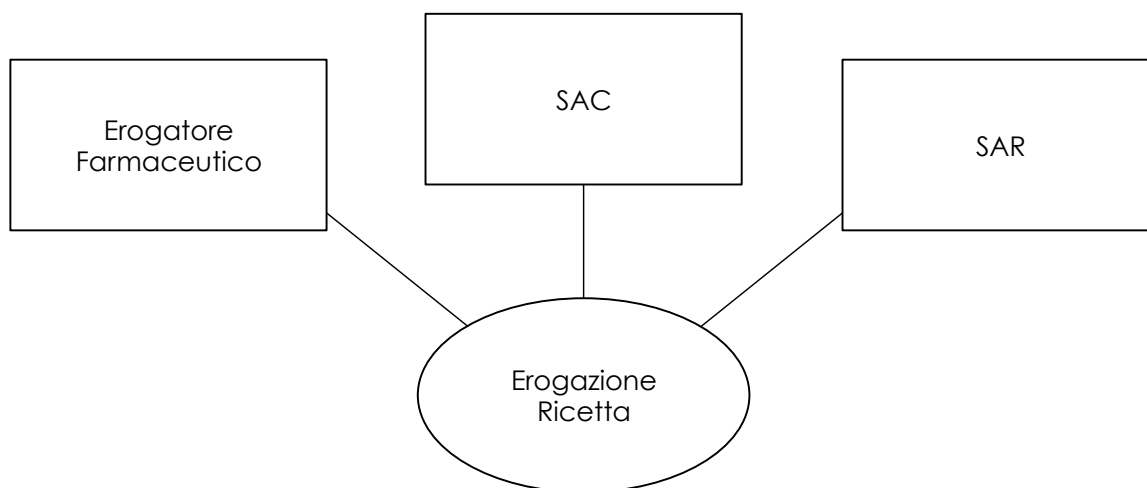 Erogatore
Farmaceutico
SAC
SAR
Erogazione
Ricetta